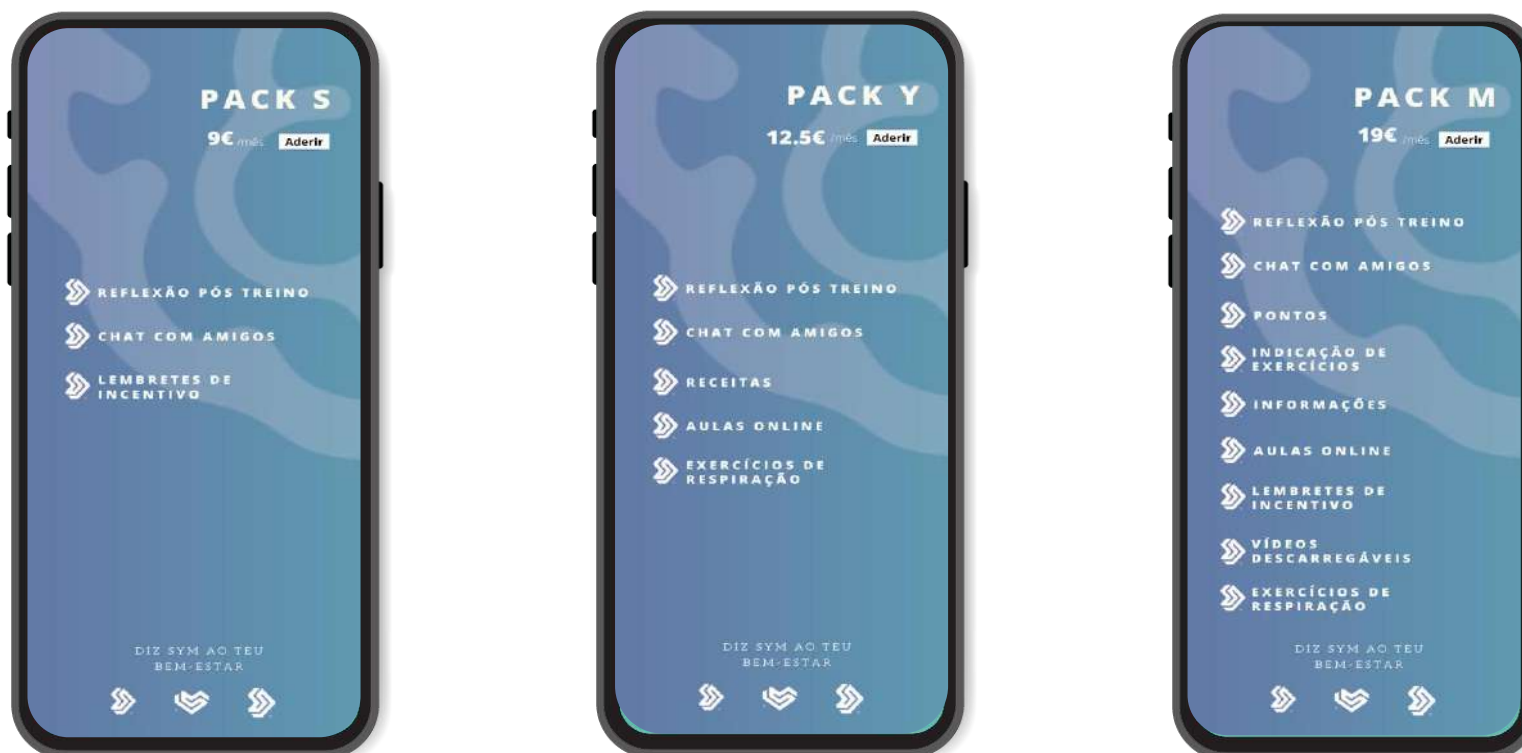 PACK S
9€ /mês Aderir
REFLEXÃO PÓS TREINO
CHAT COM AMIGOS
LEMBRETES DE
INCENTIVO
DIZ SYM AO TEU
BEM-ESTAR
PACK Y
12.5€ /mês Aderir
REFLEXÃO PÓS TREINO
CHAT COM AMIGOS
RECEITAS
AULAS ONLINE
EXERCÍCIOS DE
RESPIRAÇÃO
DIZ SYM AO TEU
BEM-ESTAR
PACK M
19€ /mês Aderir
REFLEXÃO PÓS TREINO
CHAT COM AMIGOS
PONTOS
INDICAÇÃO DE
EXERCÍCIOS
INFORMAÇÕES
AULAS ONLINE
LEMBRETES DE
INCENTIVO
VÍDEOS
DESCARREGÁVEIS
EXERCÍCIOS DE
RESPIRAÇÃO
DIZ SYM AO TEU
BEM-ESTAR